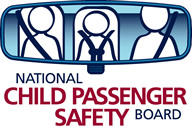 NATIONAL
CHILD PASSENGER
SAFETY BOARD